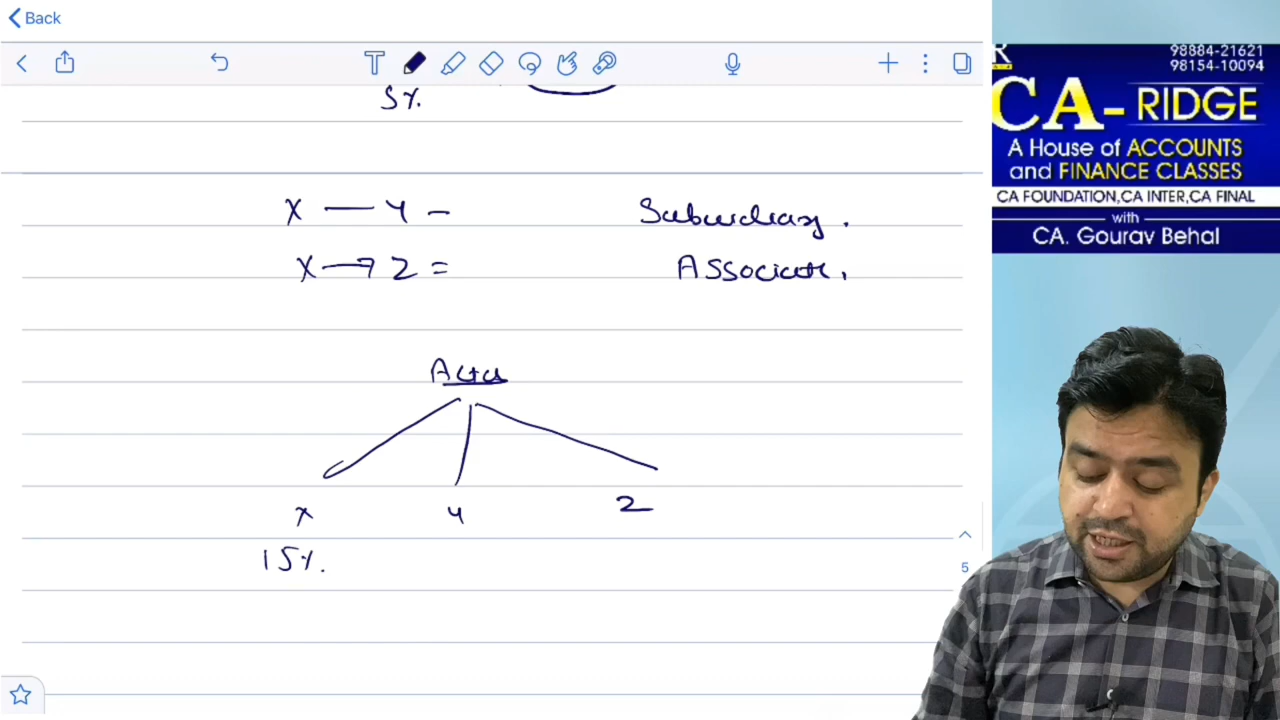 Back
5%.
X — Y — Subsidiary.
X → Z = Associate.
X Y Z
15%.
5
R
98884-21621
98154-10094
CA- RIDGE
A House of ACCOUNTS
and FINANCE CLASSES
CA FOUNDATION,CA INTER,CA FINAL
with
CA. Gourav Behal